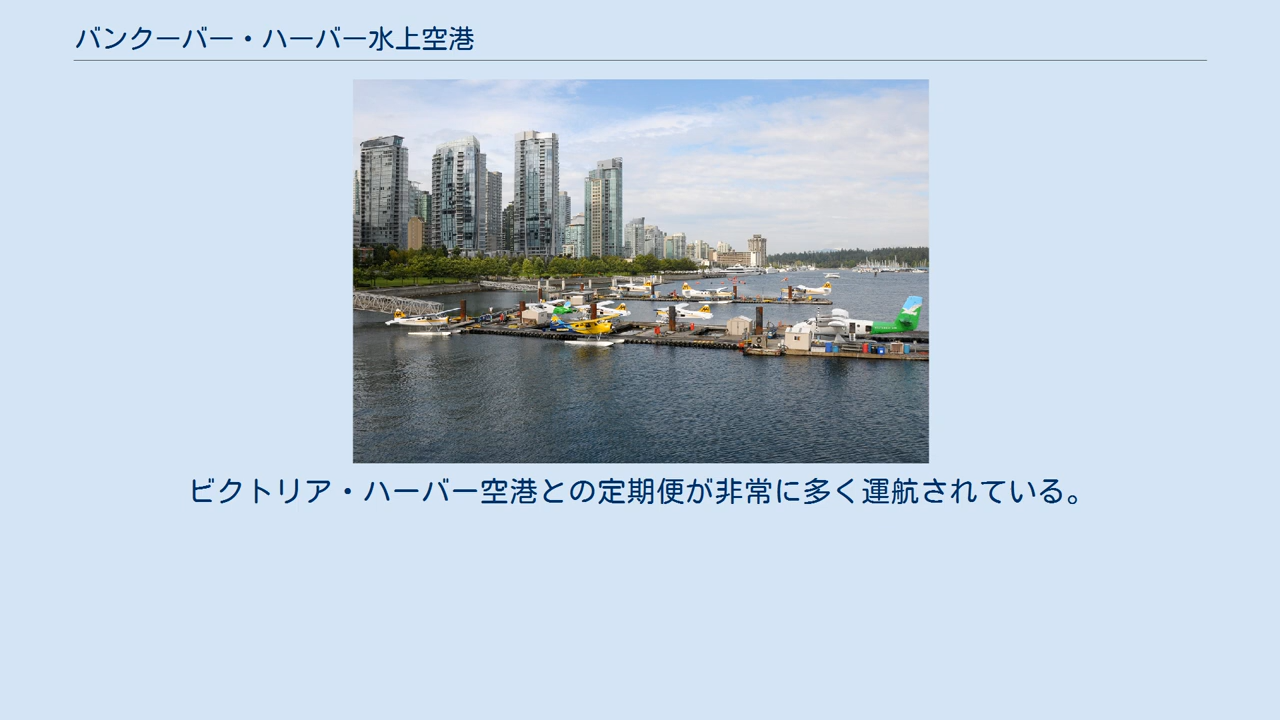 バンクーバー・ハーバー水上空港
ビクトリア・ハーバー空港との定期便が非常に多く運航されている。